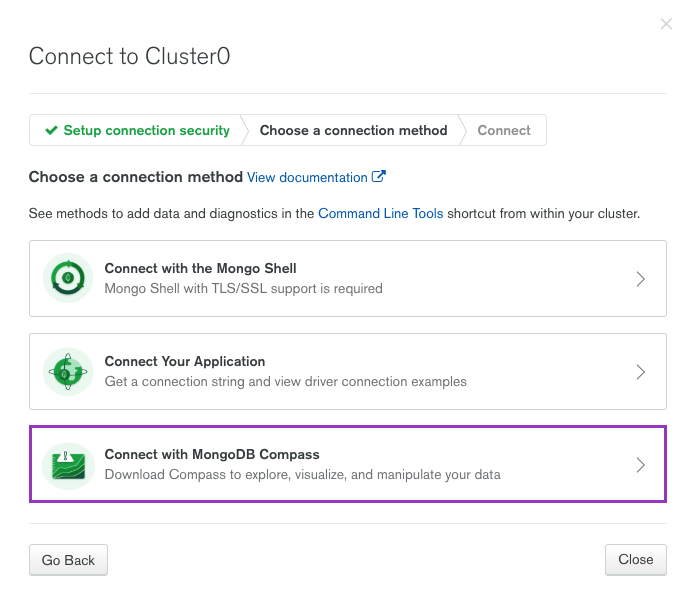 Connect to Cluster0
Setup connection security
Choose a connection method
Connect
Choose a connection method View documentation
See methods to add data and diagnostics in the Command Line Tools shortcut from within your cluster.
Connect with the Mongo Shell
Mongo Shell with TLS/SSL support is required
Connect Your Application
Get a connection string and view driver connection examples
Connect with MongoDB Compass
Download Compass to explore, visualize, and manipulate your data
Go Back
Close